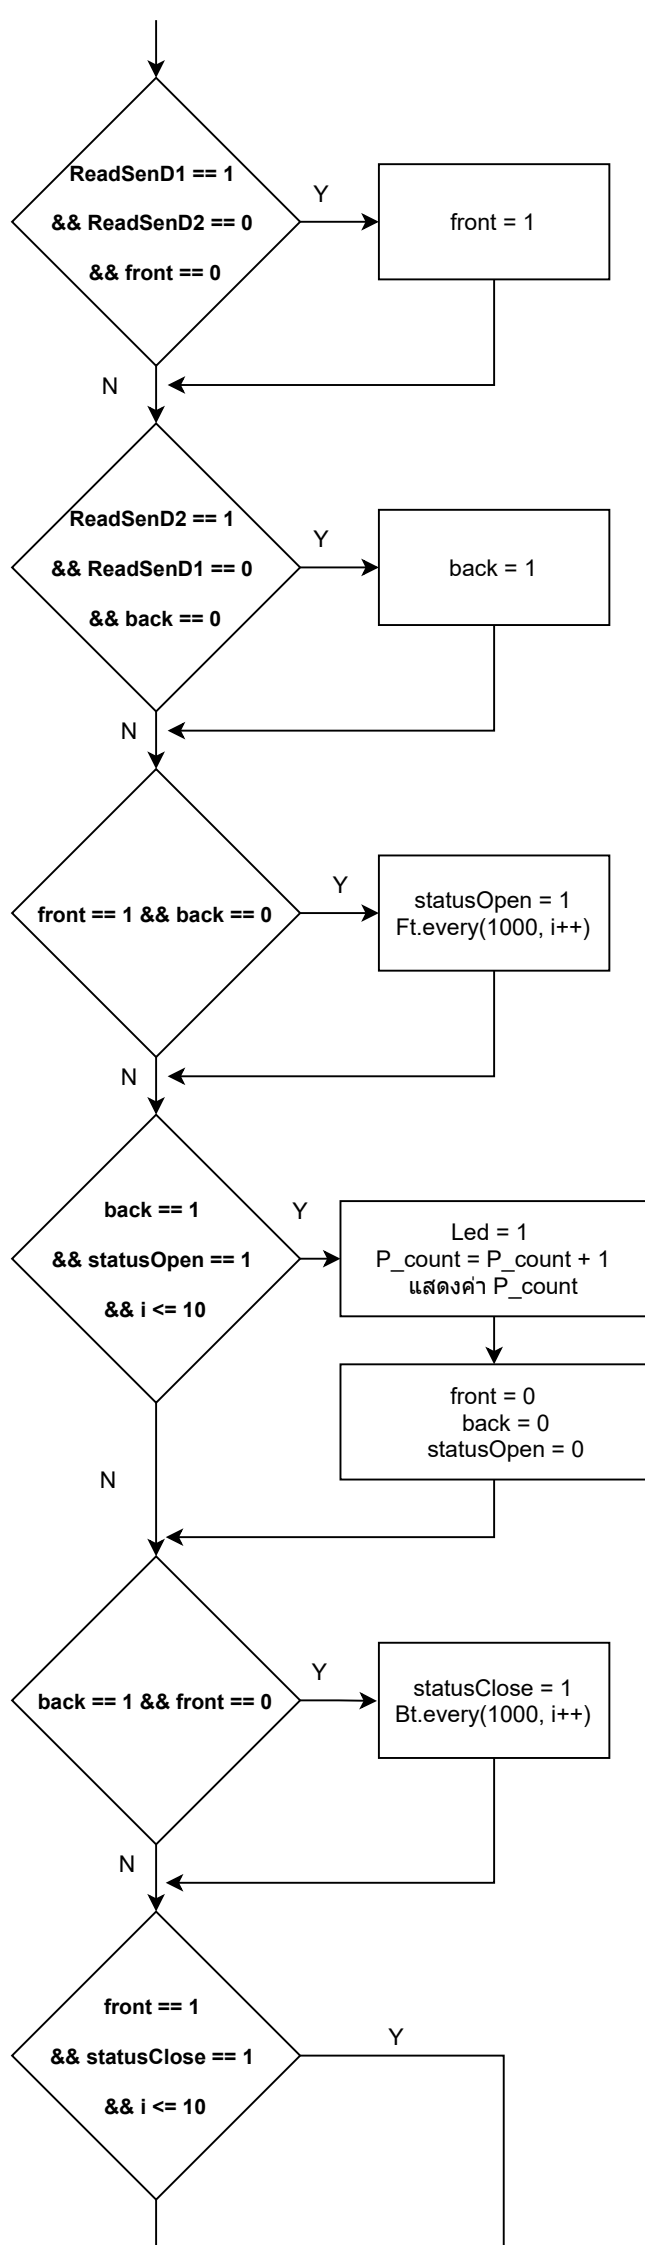 ReadSenD1 == 1
&& ReadSenD2 == 0
&& front == 0
Y
front = 1
N
ReadSenD2 == 1
&& ReadSenD1 == 0
&& back == 0
Y
back = 1
N
front == 1 && back == 0
Y
statusOpen = 1
Ft.every(1000, i++)
N
back == 1
&& statusOpen == 1
&& i <= 10
Y
Led = 1
P_count = P_count + 1
แสดงค่า P_count
front = 0
back = 0
statusOpen = 0
N
back == 1 && front == 0
Y
statusClose = 1
Bt.every(1000, i++)
N
front == 1
&& statusClose == 1
&& i <= 10
Y